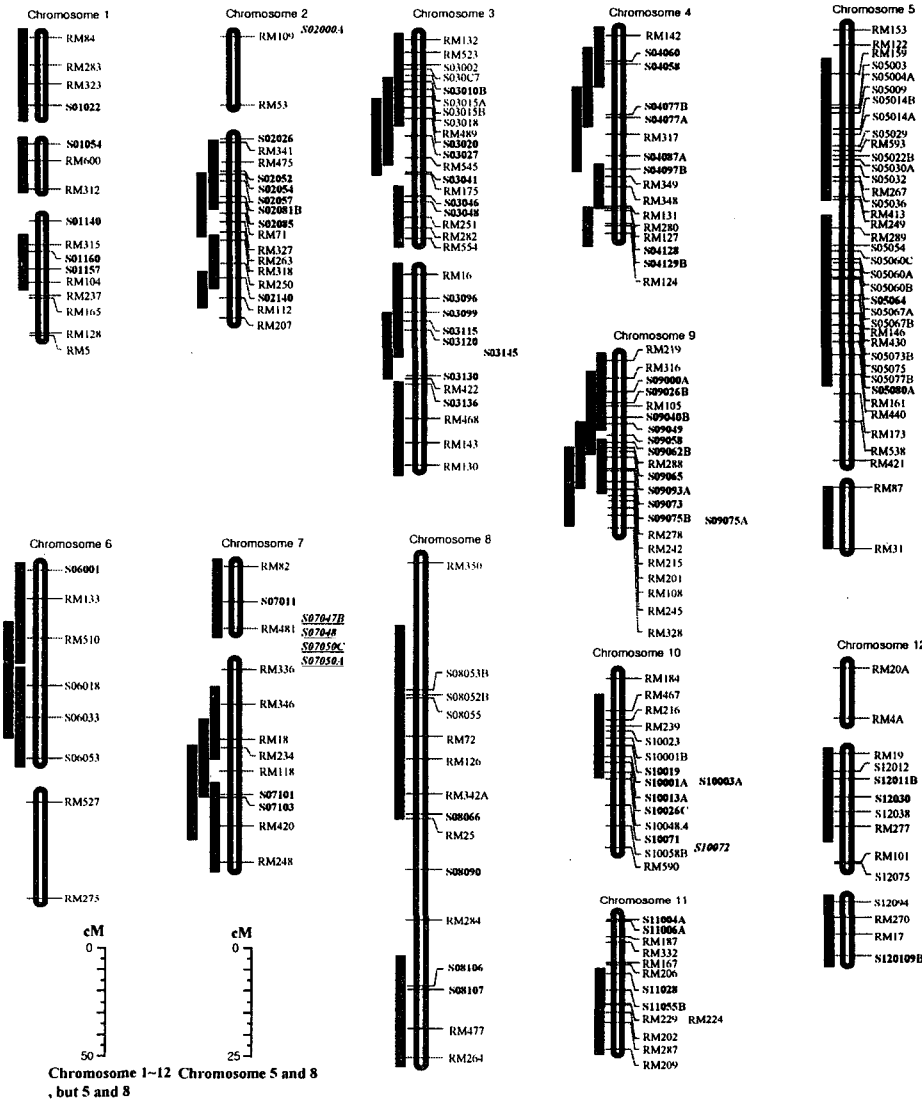 Chromosome 1
RM84
RM283
RM323
S01022
S01054
RM600
RM312
S01140
RM315
S01160
S01157
RM104
RM237
RM165
RM128
RM5
Chromosome 2
RM109
S02000A
RM53
S02026
RM341
RM475
S02052
S02054
S02057
S02081B
S02085
RM71
RM327
RM263
RM318
RM250
S02140
RM112
RM207
Chromosome 3
RM132
RM523
S03002
S030C7
S03010B
S03015A
S03015B
S03018
RM489
S03020
S03027
RM545
S03041
RM175
S03046
S03048
RM251
RM282
RM554
RM16
S03096
S03099
S03115
S03120
S03145
S03130
RM422
S03136
RM468
RM143
RM130
Chromosome 4
RM142
S04060
S04058
S04077B
S04077A
RM317
S04087A
S04097B
RM349
RM348
RM131
RM280
RM127
S04128
S04129B
RM124
Chromosome 5
RM153
RM122
RM159
S05003
S05004A
S05009
S05014B
S05014A
S05029
RM593
S05022B
S05030A
S05032
RM267
S05036
RM413
RM249
RM289
S05054
S05060C
S05060A
S05060B
S05064
S05067A
S05067B
RM146
RM430
S05073B
S05075
S05077B
S05080A
RM161
RM440
RM173
RM538
RM421
RM87
RM31
Chromosome 9
RM219
RM316
S09000A
S09026B
RM105
S09040B
S09049
S09058
S09062B
RM288
S09065
S09093A
S09073
S09075B
S09075A
RM278
RM242
RM215
RM201
RM108
RM245
RM328
Chromosome 6
S06001
RM133
RM510
S06018
S06033
S06053
RM527
RM275
Chromosome 7
RM82
S07011
RM481
S07047B
S07048
S07050C
S07050A
RM336
RM346
RM18
RM234
RM118
S07101
S07103
RM420
RM248
Chromosome 8
RM350
S08053B
S08052B
S08055
RM72
RM126
RM342A
S08066
RM25
S08090
RM284
S08106
S08107
RM477
RM264
Chromosome 10
RM184
RM467
RM216
RM239
S10023
S10001B
S10019
S10001A
S10003A
S10013A
S10026C
S10048.4
S10071
S10058B
S10072
RM590
Chromosome 11
S11004A
S11006A
RM187
RM332
RM167
RM206
S11028
S11055B
RM229
RM224
RM202
RM287
RM209
Chromosome 12
RM20A
RM4A
RM19
S12012
S12011B
S12030
S12038
RM277
RM101
S12075
S12094
RM270
RM17
S120109B
cM
0
50
Chromosome 1~12
, but 5 and 8
cM
0
25
Chromosome 5 and 8